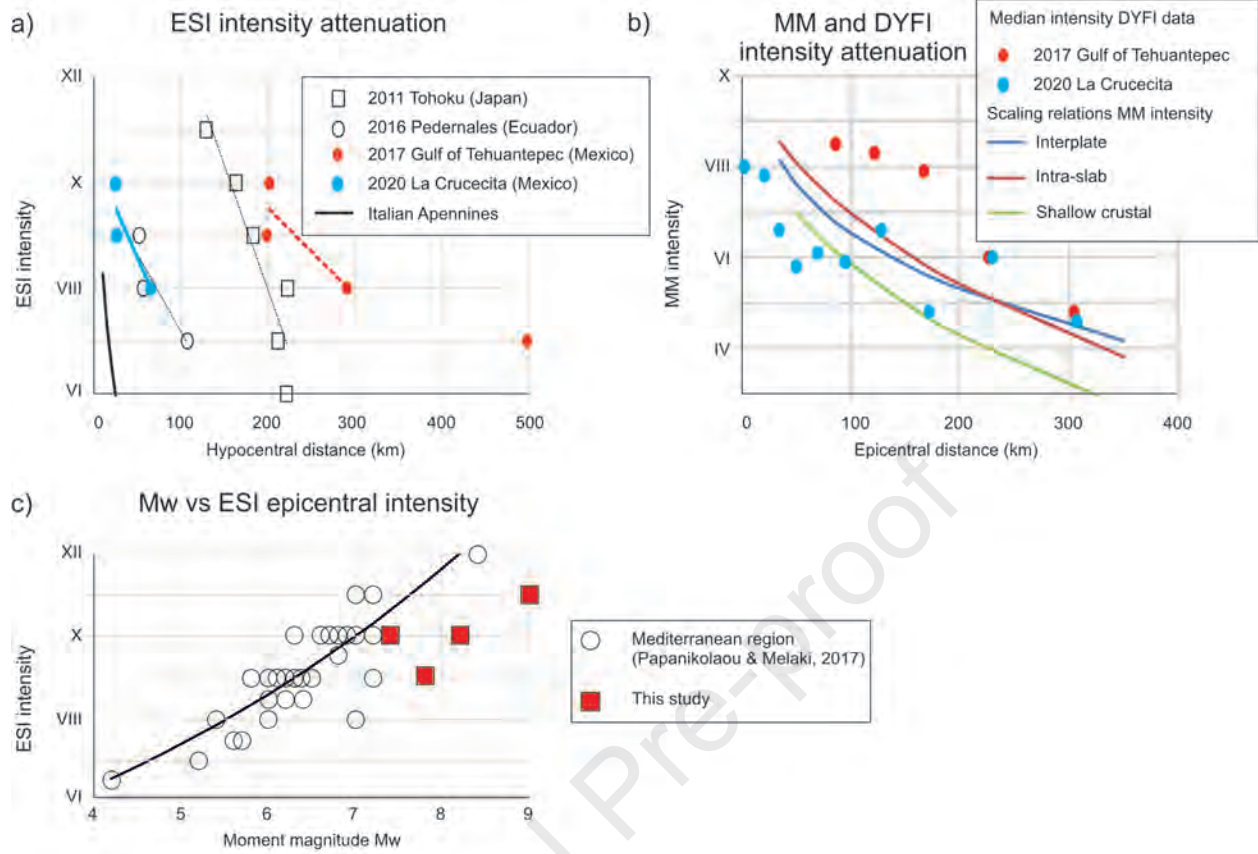 a)
ESI intensity attenuation
XII
X
VIII
VI
ESI intensity
0
100
200
300
400
500
Hypocentral distance (km)
2011 Tohoku (Japan)
2016 Pedernales (Ecuador)
2017 Gulf of Tehuantepec (Mexico)
2020 La Crucecita (Mexico)
Italian Apennines
b)
MM and DYFI
intensity attenuation
X
VIII
VI
IV
MM intensity
0
100
200
300
400
Epicentral distance (km)
Median intensity DYFI data
2017 Gulf of Tehuantepec
2020 La Crucecita
Scaling relations MM intensity
Interplate
Intra-slab
Shallow crustal
c)
Mw vs ESI epicentral intensity
XII
X
VIII
VI
ESI intensity
4
5
6
7
8
9
Moment magnitude Mw
Mediterranean region
(Papanikolaou & Melaki, 2017)
This study
Pre-proof